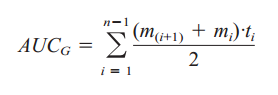 AUC_G = \sum_{i=1}^{n-1} \frac{(m_{(i+1)} + m_i) \cdot t_i}{2}